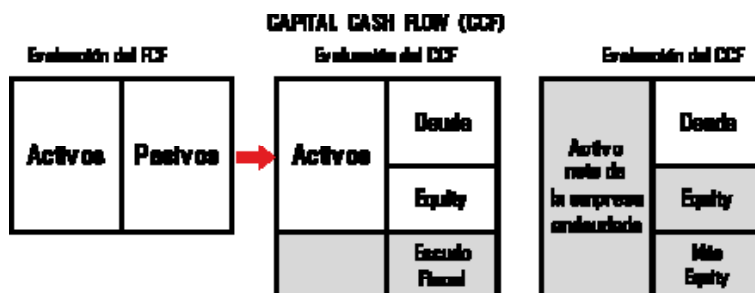 CAPITAL CASH FLOW (CCF)
Evaluación del FCF
Evaluación del CCF
Evaluación del CCF
Activos
Pasivos
Activos
Deuda
Equity
Escudo
Fiscal
Activo
neto de
la empresa
endeudada
Deuda
Equity
Más
Equity